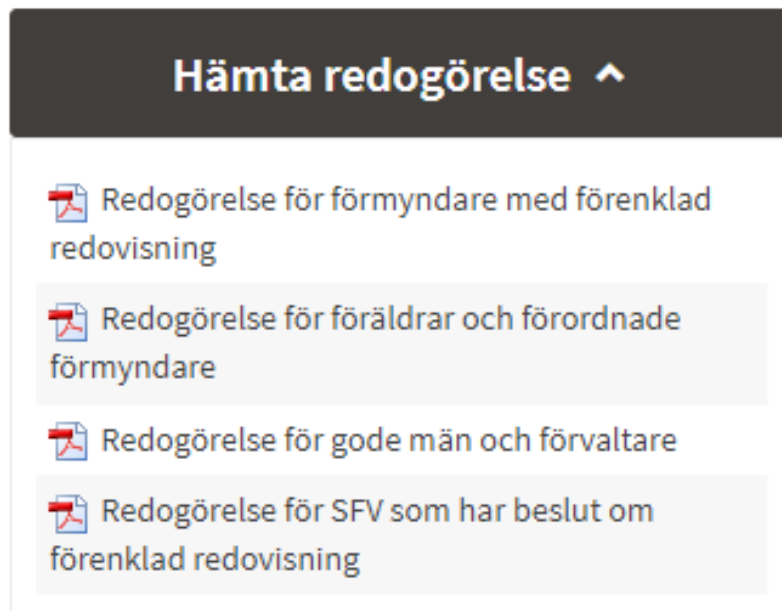 Hämta redogörelse
Redogörelse för förmyndare med förenklad
redovisning
Redogörelse för föräldrar och förordnade
förmyndare
Redogörelse för gode män och förvaltare
Redogörelse för SFV som har beslut om
förenklad redovisning